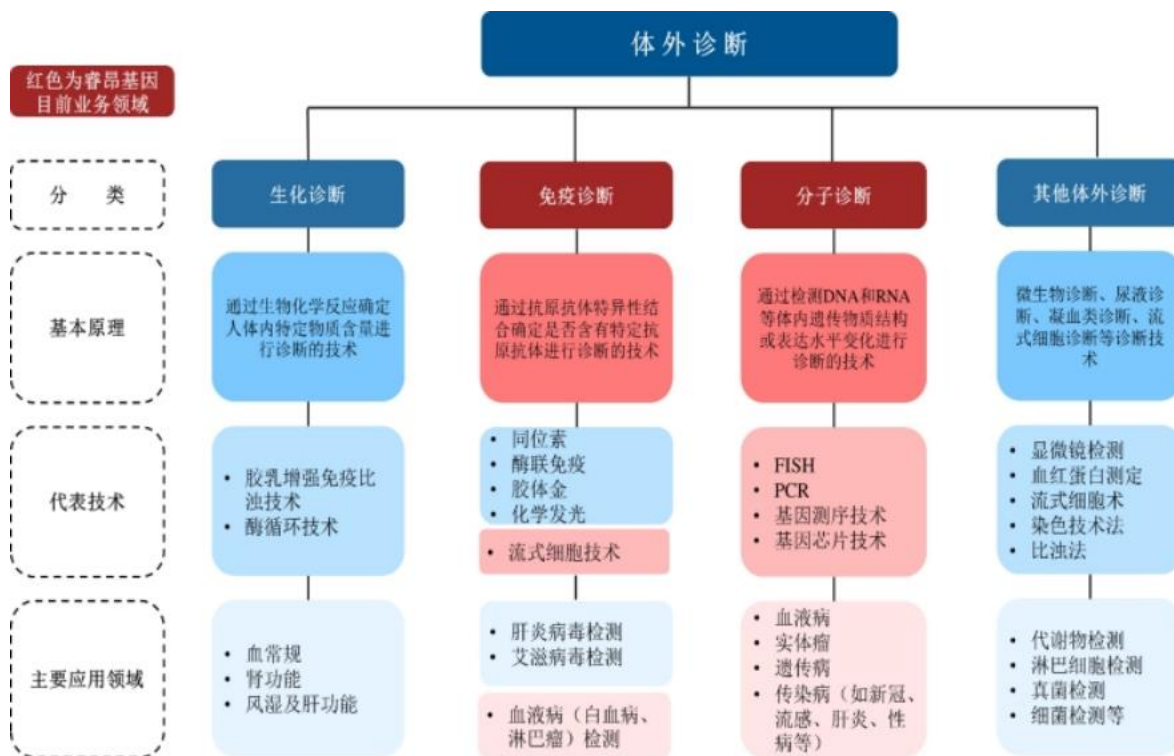 体外诊断
红色为睿昂基因
目前业务领域
分 类
生化诊断
免疫诊断
分子诊断
其他体外诊断
基本原理
通过生物化学反应确定
人体内特定物质含量进
行诊断的技术
通过抗原抗体特异性结
合确定是否含有特定抗
原抗体进行诊断的技术
通过检测DNA和RNA
等体内遗传物质结构
或表达水平变化进行
诊断的技术
微生物诊断、尿液诊
断、凝血类诊断、流
式细胞诊断等诊断技
术
代表技术
• 胶乳增强免疫比
浊技术
• 酶循环技术
• 同位素
• 酶联免疫
• 胶体金
• 化学发光
• 流式细胞技术
• FISH
• PCR
• 基因测序技术
• 基因芯片技术
• 显微镜检测
• 血红蛋白测定
• 流式细胞术
• 染色技术法
• 比浊法
主要应用领域
• 血常规
• 肾功能
• 风湿及肝功能
• 肝炎病毒检测
• 艾滋病毒检测
• 血液病（白血病、
淋巴瘤）检测
• 血液病
• 实体瘤
• 遗传病
• 传染病（如新冠、
流感、肝炎、性
病等）
• 代谢物检测
• 淋巴细胞检测
• 真菌检测
• 细菌检测等